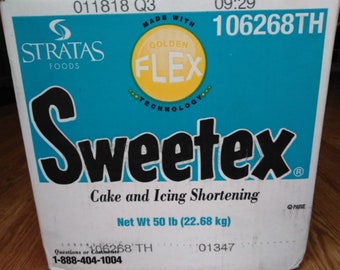 011818 Q3 09:29
STRATAS
FOODS
MADE WITH
GOLDEN
FLEX
TECHNOLOGY
106268TH
Sweetex®
Cake and Icing Shortening
Net Wt 50 lb (22.68 kg)
106268 TH 01347
Questions or Comments?
1-888-404-1004